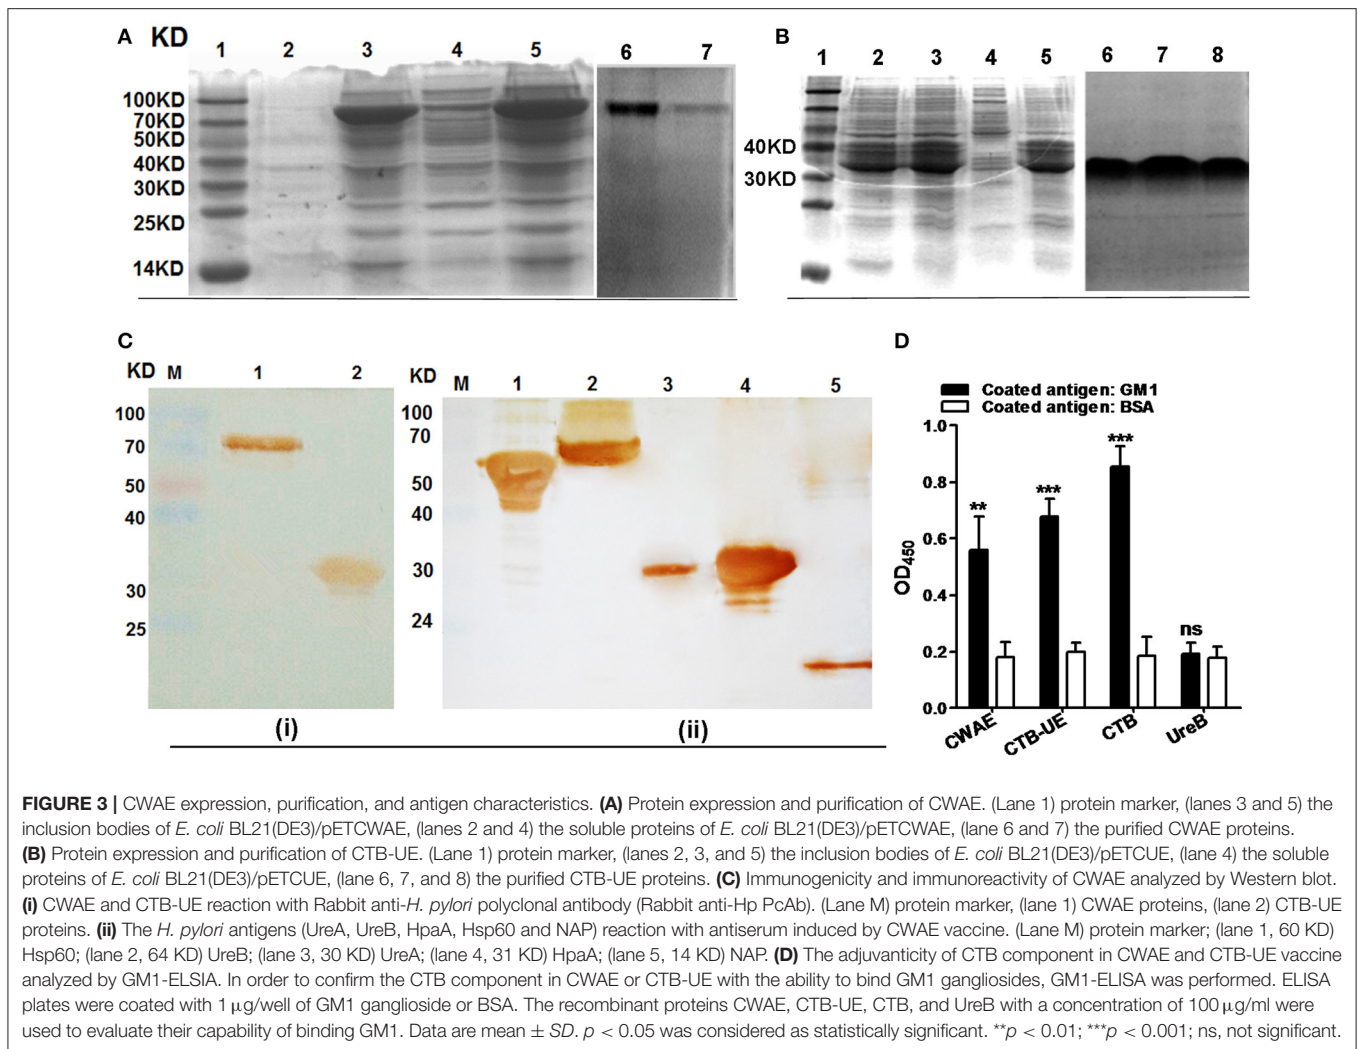 A KD
1 2 3 4 5 6 7
100KD
70KD
50KD
40KD
30KD
25KD
14KD
B
1 2 3 4 5 6 7 8
40KD
30KD
C
KD M 1 2
100
70
50
40
30
25
(i)
KD M 1 2 3 4 5
100
70
50
40
30
24
(ii)
D
Coated antigen: GM1
Coated antigen: BSA
OD450
1.0
0.8
0.6
0.4
0.2
0.0
** *** *** ns
CWAE CTB-UE CTB UreB
FIGURE 3 | CWAE expression, purification, and antigen characteristics. (A) Protein expression and purification of CWAE. (Lane 1) protein marker, (lanes 3 and 5) the
inclusion bodies of E. coli BL21(DE3)/pETCWAE, (lanes 2 and 4) the soluble proteins of E. coli BL21(DE3)/pETCWAE, (lane 6 and 7) the purified CWAE proteins.
(B) Protein expression and purification of CTB-UE. (Lane 1) protein marker, (lanes 2, 3, and 5) the inclusion bodies of E. coli BL21(DE3)/pETCUE, (lane 4) the soluble
proteins of E. coli BL21(DE3)/pETCUE, (lane 6, 7, and 8) the purified CTB-UE proteins. (C) Immunogenicity and immunoreactivity of CWAE analyzed by Western blot.
(i) CWAE and CTB-UE reaction with Rabbit anti-H. pylori polyclonal antibody (Rabbit anti-Hp PcAb). (Lane M) protein marker, (lane 1) CWAE proteins, (lane 2) CTB-UE
proteins. (ii) The H. pylori antigens (UreA, UreB, HpaA, Hsp60 and NAP) reaction with antiserum induced by CWAE vaccine. (Lane M) protein marker; (lane 1, 60 KD)
Hsp60; (lane 2, 64 KD) UreB; (lane 3, 30 KD) UreA; (lane 4, 31 KD) HpaA; (lane 5, 14 KD) NAP. (D) The adjuvanticity of CTB component in CWAE and CTB-UE vaccine
analyzed by GM1-ELSIA. In order to confirm the CTB component in CWAE or CTB-UE with the ability to bind GM1 gangliosides, GM1-ELISA was performed. ELISA
plates were coated with 1 μg/well of GM1 ganglioside or BSA. The recombinant proteins CWAE, CTB-UE, CTB, and UreB with a concentration of 100 μg/ml were
used to evaluate their capability of binding GM1. Data are mean ± SD. p < 0.05 was considered as statistically significant. **p < 0.01; ***p < 0.001; ns, not significant.